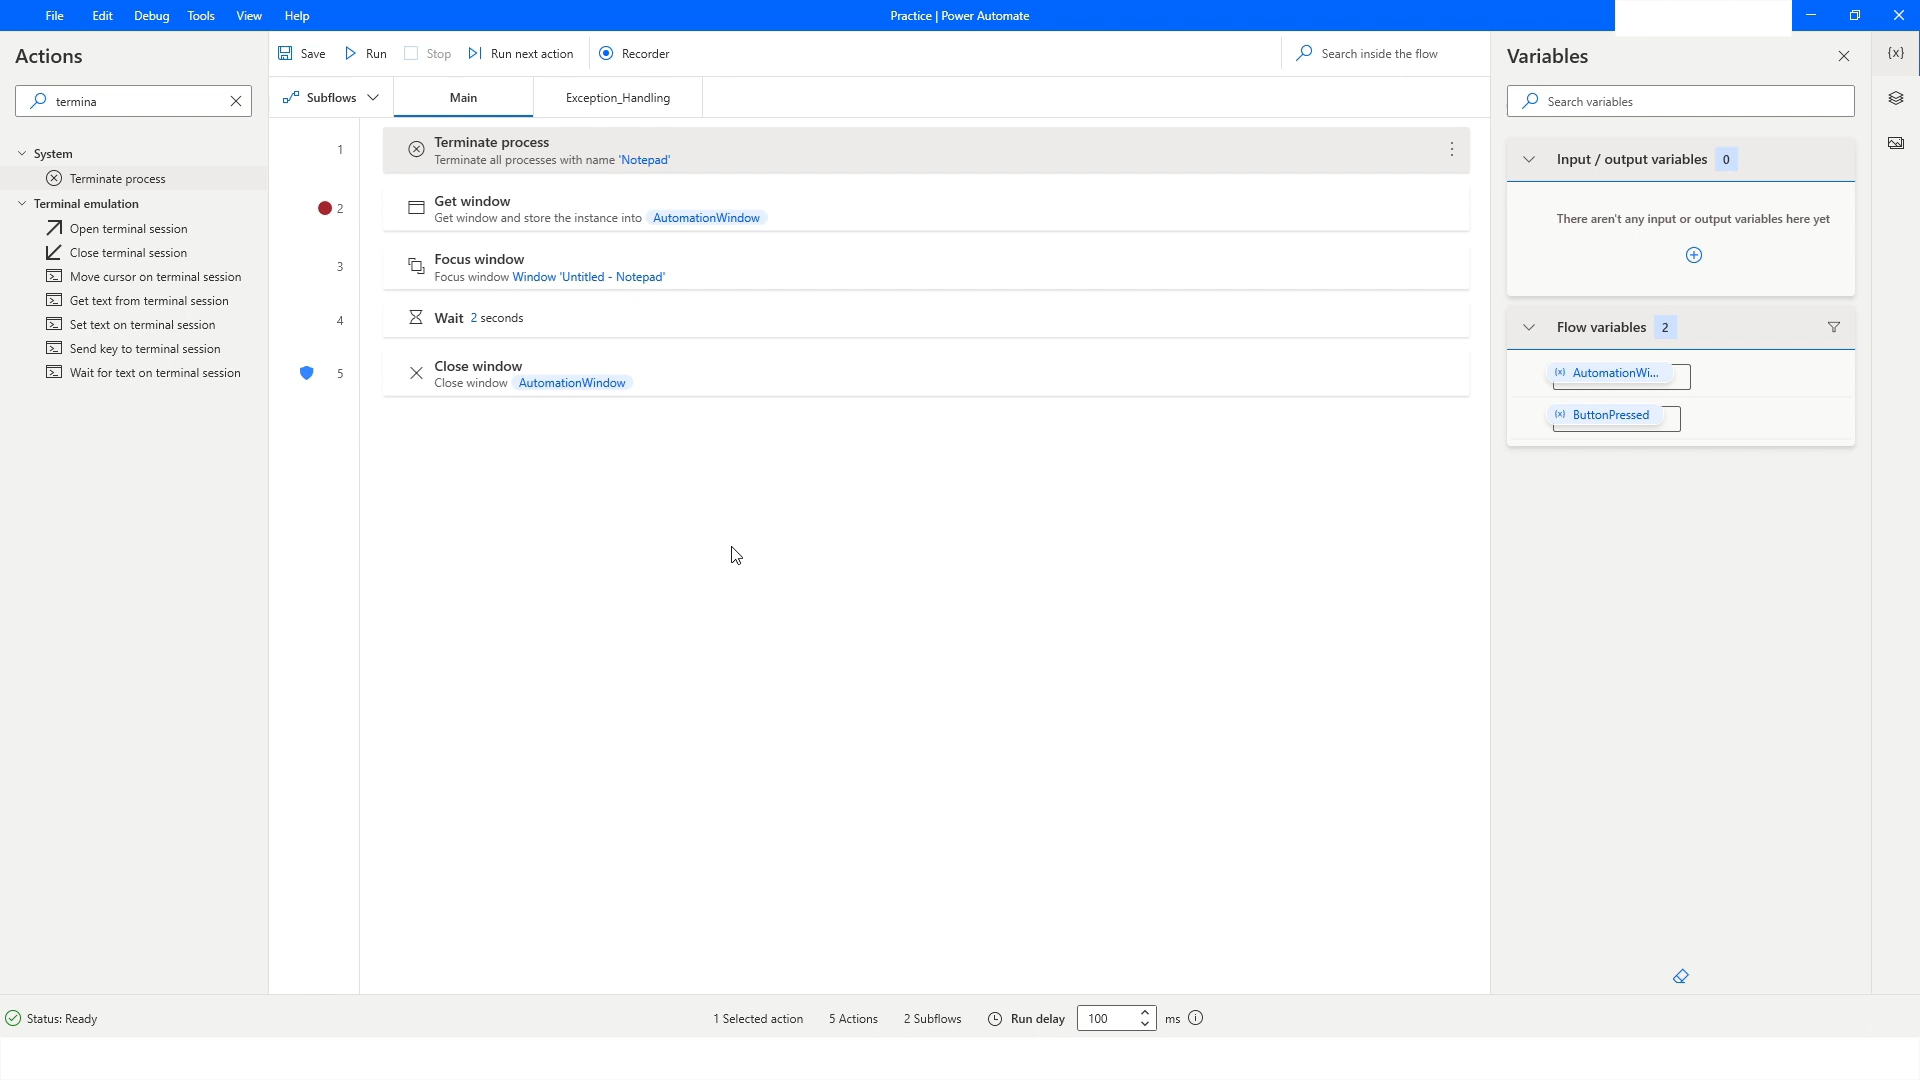 File Edit Debug Tools View Help Practice | Power Automate
Actions
termina
System
Terminate process
Terminal emulation
Open terminal session
Close terminal session
Move cursor on terminal session
Get text from terminal session
Set text on terminal session
Send key to terminal session
Wait for text on terminal session
Save Run Stop Run next action Recorder Search inside the flow
Subflows Main Exception_Handling
1 Terminate process
Terminate all processes with name 'Notepad'
2 Get window
Get window and store the instance into AutomationWindow
3 Focus window
Focus window Window 'Untitled - Notepad'
4 Wait 2 seconds
5 Close window
Close window AutomationWindow
Variables
{x}
Search variables
Input / output variables 0
There aren't any input or output variables here yet
Flow variables 2
(x) AutomationWi...
(x) ButtonPressed
Status: Ready 1 Selected action 5 Actions 2 Subflows Run delay 100 ms